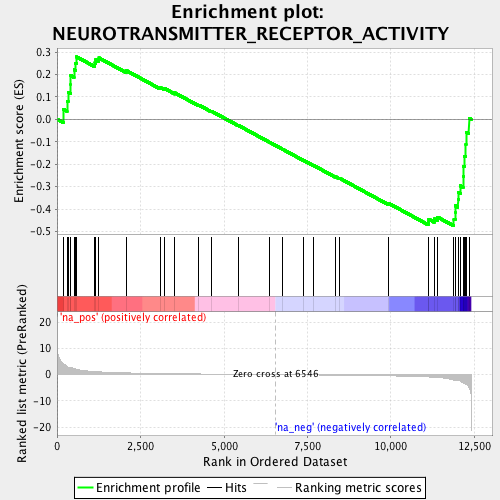 Enrichment plot:
NEUROTRANSMITTER_RECEPTOR_ACTIVITY
Enrichment score (ES)
0.3
0.2
0.1
0.0
-0.1
-0.2
-0.3
-0.4
-0.5
'na_pos' (positively correlated)
Ranked list metric (PreRanked)
20
10
0
-10
-20
Zero cross at 6546
'na_neg' (negatively correlated)
0
2,500
5,000
7,500
10,000
12,500
Rank in Ordered Dataset
Enrichment profile
Hits
Ranking metric scores